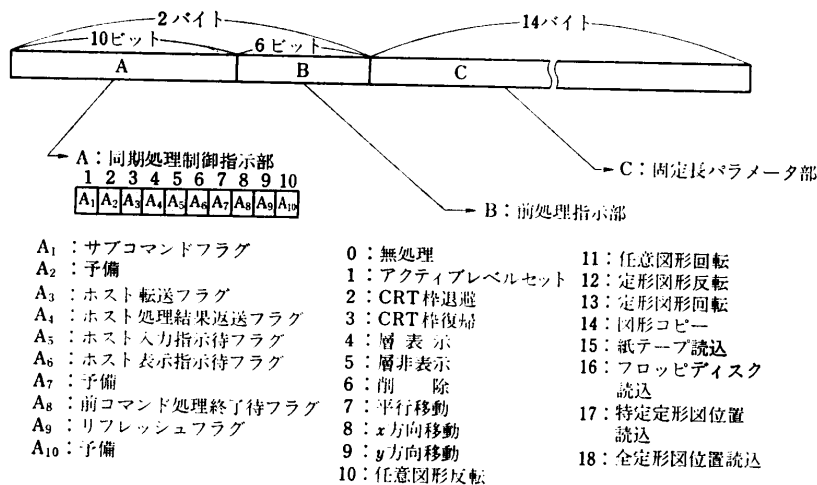 2バイト
14バイト
10ビット
6ビット
A
B
C
A:同期処理制御指示部
1 2 3 4 5 6 7 8 9 10
A₁ A₂ A₃ A₄ A₅ A₆ A₇ A₈ A₉ A₁₀
C:固定長パラメータ部
B:前処理指示部
A₁:サブコマンドフラグ
A₂:予備
A₃:ホスト転送フラグ
A₄:ホスト処理結果返送フラグ
A₅:ホスト入力指示待フラグ
A₆:ホスト表示指示待フラグ
A₇:予備
A₈:前コマンド処理終了待フラグ
A₉:リフレッシュフラグ
A₁₀:予備
0:無処理
1:アクティブレベルセット
2:CRT枠退避
3:CRT枠復帰
4:層表示
5:層非表示
6:削 除
7:平行移動
8:x方向移動
9:y方向移動
10:任意図形反転
11:任意図形回転
12:定形図形反転
13:定形図形回転
14:図形コピー
15:紙テープ読込
16:フロッピディスク
読込
17:特定定形図位置
読込
18:全定形図位置読込